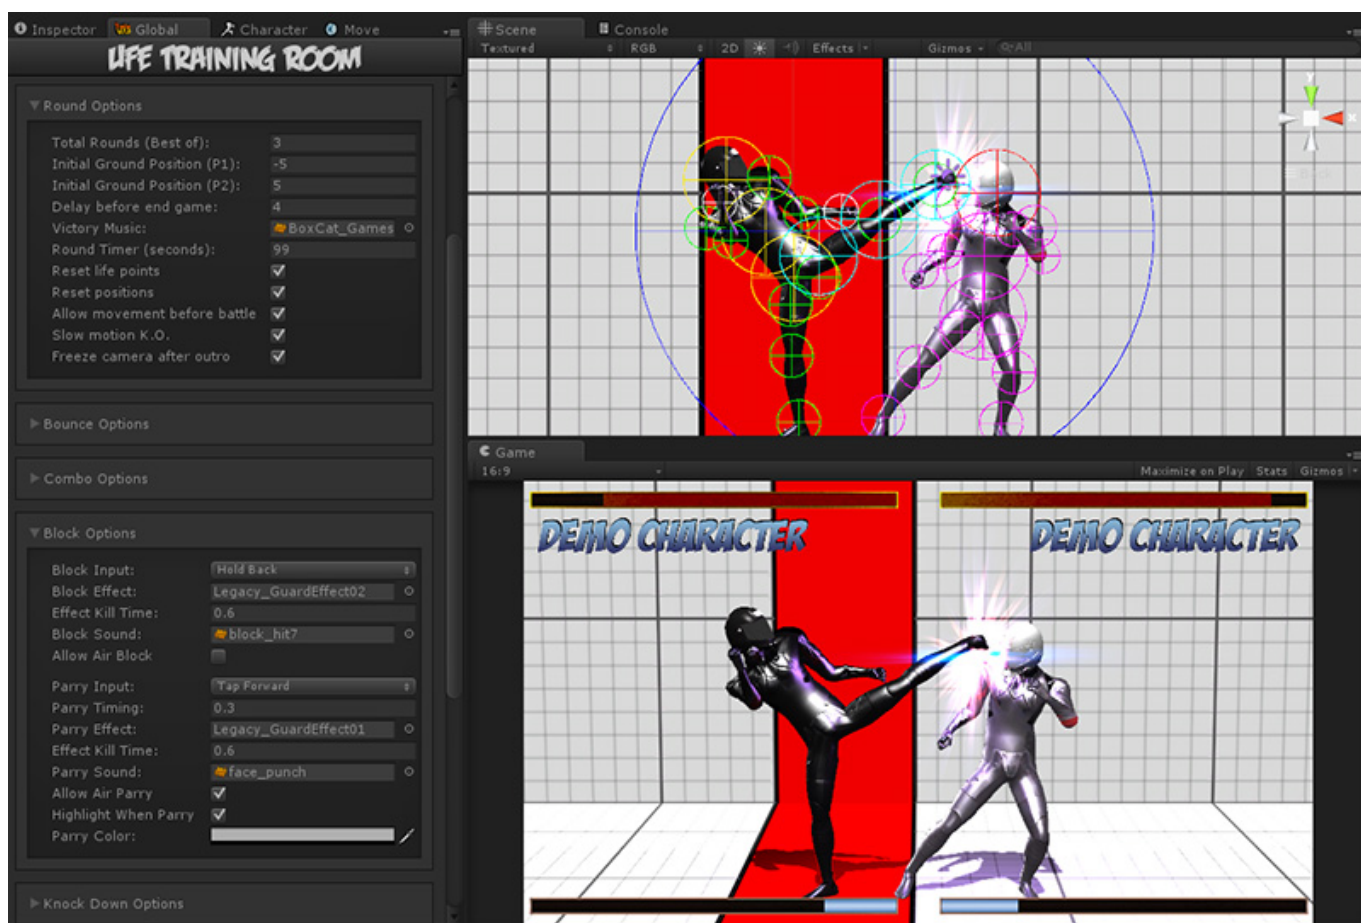 Inspector Global Character Move
UFE TRAINING ROOM
Round Options
Total Rounds (Best of): 3
Initial Ground Position (P1): -5
Initial Ground Position (P2): 5
Delay before end game: 4
Victory Music: BoxCat_Games
Round Timer (seconds): 99
Reset life points
Reset positions
Allow movement before battle
Slow motion K.O.
Freeze camera after outro
Bounce Options
Combo Options
Block Options
Block Input: Hold Back
Block Effect: Legacy_GuardEffect02
Effect Kill Time: 0.6
Block Sound: block_hit7
Allow Air Block
Parry Input: Tap Forward
Parry Timing: 0.3
Parry Effect: Legacy_GuardEffect01
Effect Kill Time: 0.6
Parry Sound: face_punch
Allow Air Parry
Highlight When Parry
Parry Color:
Knock Down Options
Scene Console
Textured RGB 2D Effects Gizmos All
Y
X
Back
Game
16:9 Maximize on Play Stats Gizmos
DEMO CHARACTER DEMO CHARACTER